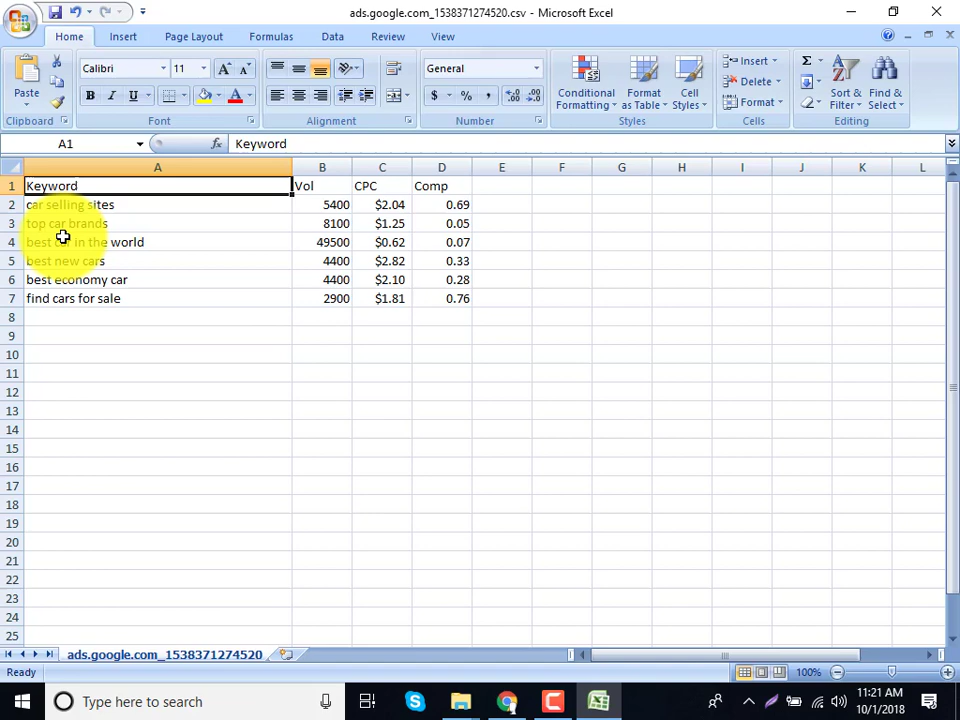 ads.google.com_1538371274520.csv - Microsoft Excel
Home Insert Page Layout Formulas Data Review View
Paste
Calibri 11 A A
B I U A
General
$ % , .00 .0
Conditional Formatting
Format as Table
Cell Styles
Insert
Delete
Format
Σ
Sort & Filter
Find & Select
Clipboard Font Alignment Number Styles Cells Editing
A1 fx Keyword
A B C D E F G H I J K L
1 Keyword Vol CPC Comp
2 car selling sites 5400 $2.04 0.69
3 top car brands 8100 $1.25 0.05
4 best car in the world 49500 $0.62 0.07
5 best new cars 4400 $2.82 0.33
6 best economy car 4400 $2.10 0.28
7 find cars for sale 2900 $1.81 0.76
8
9
10
11
12
13
14
15
16
17
18
19
20
21
22
23
24
25
ads.google.com_1538371274520
Ready 100%
Type here to search
11:21 AM
10/1/2018